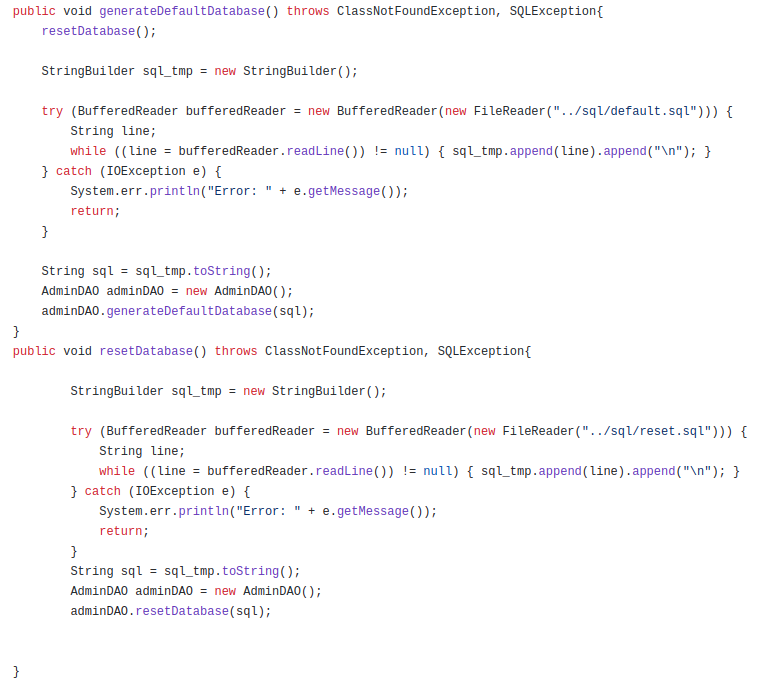 public void generateDefaultDatabase() throws ClassNotFoundException, SQLException{
    resetDatabase();

    StringBuilder sql_tmp = new StringBuilder();

    try (BufferedReader bufferedReader = new BufferedReader(new FileReader("../sql/default.sql"))) {
        String line;
        while ((line = bufferedReader.readLine()) != null) { sql_tmp.append(line).append("\n"); }
    } catch (IOException e) {
        System.err.println("Error: " + e.getMessage());
        return;
    }

    String sql = sql_tmp.toString();
    AdminDAO adminDAO = new AdminDAO();
    adminDAO.generateDefaultDatabase(sql);
}
public void resetDatabase() throws ClassNotFoundException, SQLException{

        StringBuilder sql_tmp = new StringBuilder();

        try (BufferedReader bufferedReader = new BufferedReader(new FileReader("../sql/reset.sql"))) {
            String line;
            while ((line = bufferedReader.readLine()) != null) { sql_tmp.append(line).append("\n"); }
        } catch (IOException e) {
            System.err.println("Error: " + e.getMessage());
            return;
        }
        String sql = sql_tmp.toString();
        AdminDAO adminDAO = new AdminDAO();
        adminDAO.resetDatabase(sql);


}